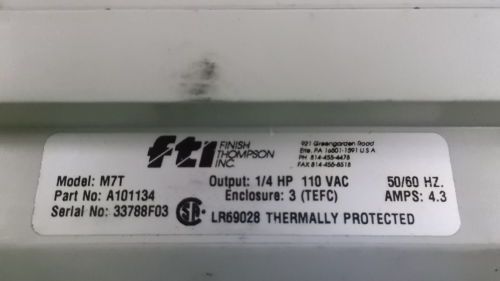 fti FINISH
THOMPSON
INC.
921 Greengarden Road
Erie, PA 16501-1591 U S A
PH 814-455-4478
FAX 814-455-8518
Model: M7T
Output: 1/4 HP 110 VAC
50/60 HZ.
Part No: A101134
Enclosure: 3 (TEFC)
AMPS: 4.3
Serial No: 33788F03
LR69028 THERMALLY PROTECTED